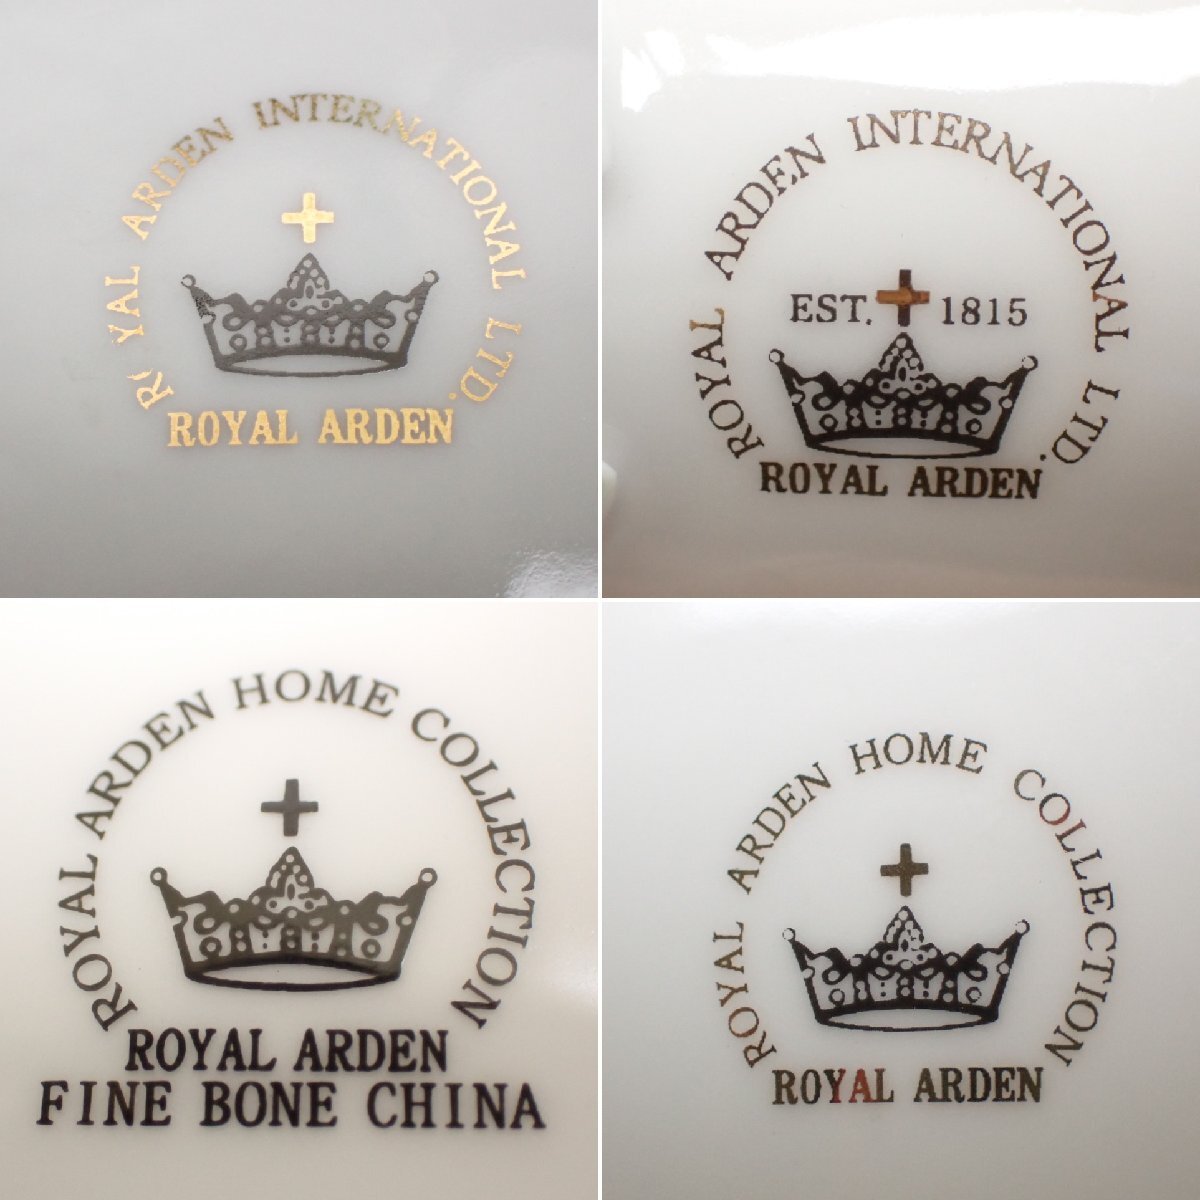 R YAL ARDEN INTERNATIONAL LTD.
ROYAL ARDEN
ROYAL ARDEN INTERNATIONAL LTD.
EST. 1815
ROYAL ARDEN
ROYAL ARDEN HOME COLLECTION
ROYAL ARDEN
FINE BONE CHINA
ROYAL ARDEN HOME COLLECTION
ROYAL ARDEN